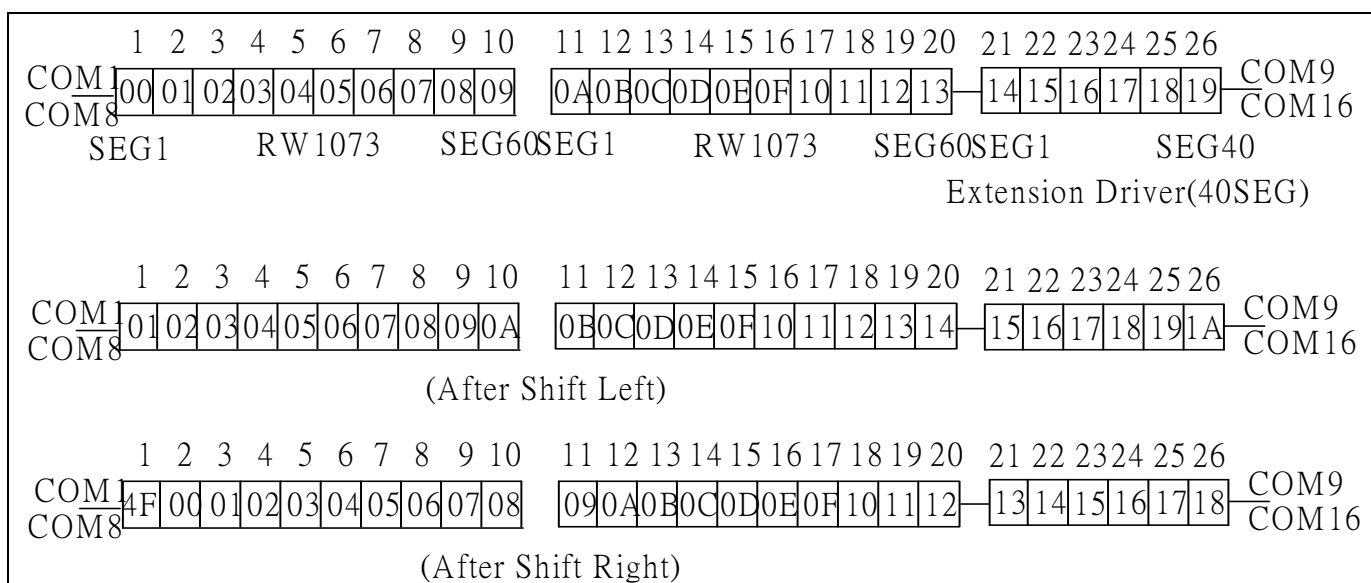 1 2 3 4 5 6 7 8 9 10 11 12 13 14 15 16 17 18 19 20 21 22 23 24 25 26
COM1 00 01 02 03 04 05 06 07 08 09 0A 0B 0C 0D 0E 0F 10 11 12 13 14 15 16 17 18 19 COM9
COM8 COM16
SEG1 RW1073 SEG60 SEG1 RW1073 SEG60 SEG1 SEG40
Extension Driver(40SEG)
1 2 3 4 5 6 7 8 9 10 11 12 13 14 15 16 17 18 19 20 21 22 23 24 25 26
COM1 01 02 03 04 05 06 07 08 09 0A 0B 0C 0D 0E 0F 10 11 12 13 14 15 16 17 18 19 1A COM9
COM8 COM16
(After Shift Left)
1 2 3 4 5 6 7 8 9 10 11 12 13 14 15 16 17 18 19 20 21 22 23 24 25 26
COM1 4F 00 01 02 03 04 05 06 07 08 09 0A 0B 0C 0D 0E 0F 10 11 12 13 14 15 16 17 18 COM9
COM8 COM16
(After Shift Right)